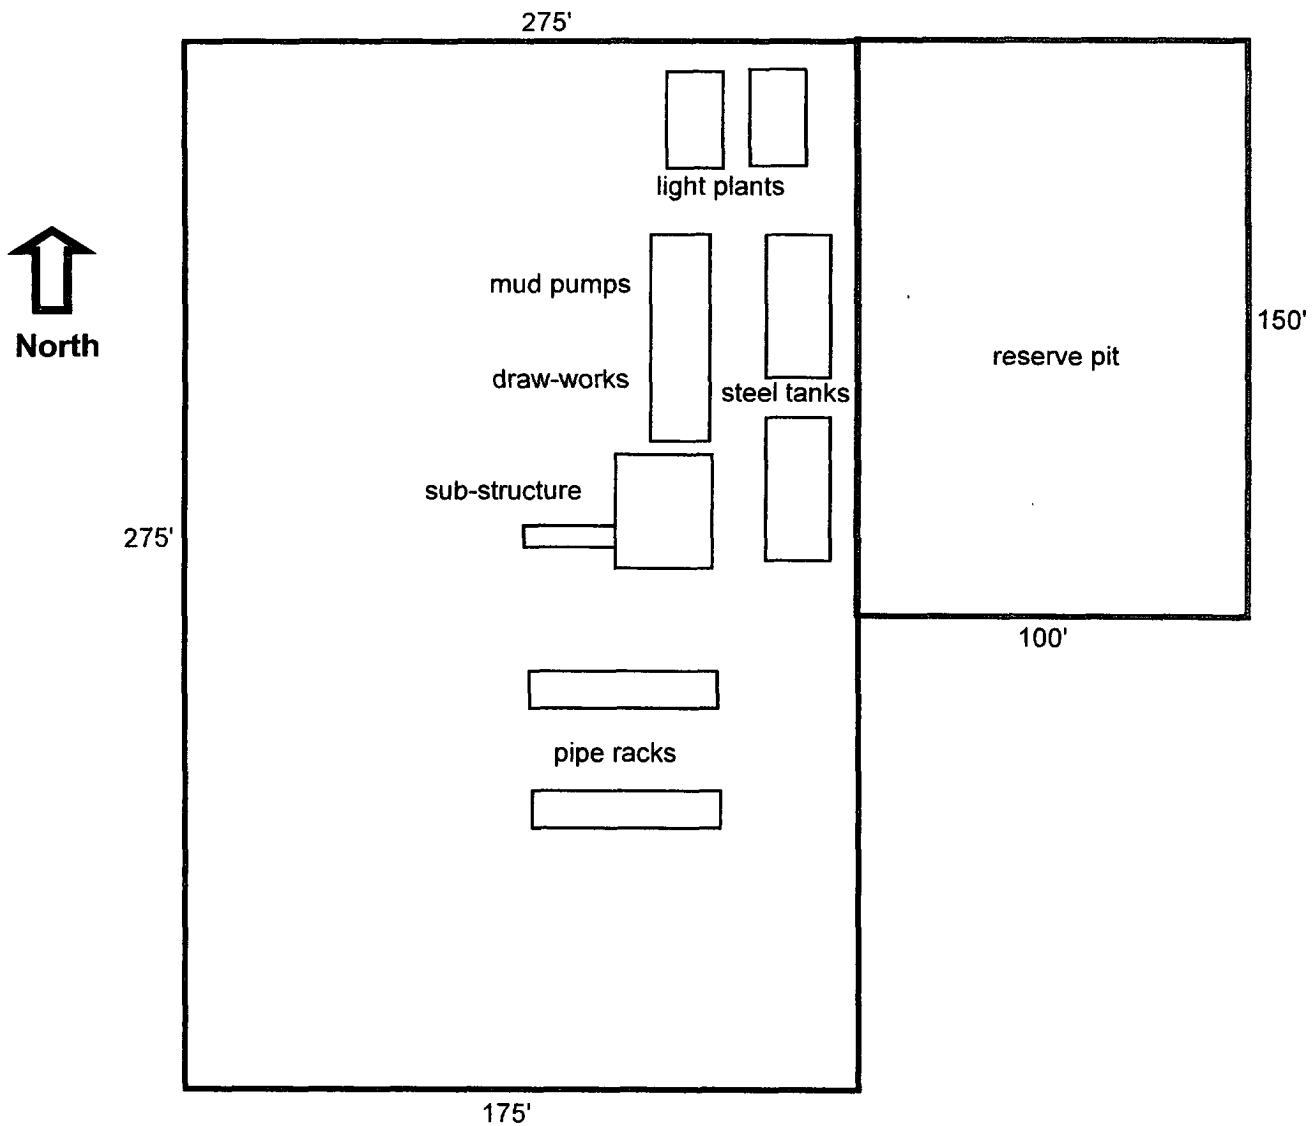 275'
light plants
mud pumps
North
150'
reserve pit
draw-works
steel tanks
sub-structure
275'
100'
pipe racks
175'